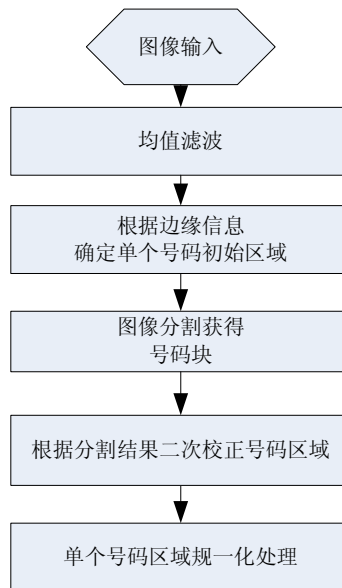 图像输入
均值滤波
根据边缘信息
确定单个号码初始区域
图像分割获得
号码块
根据分割结果二次校正号码区域
单个号码区域规一化处理